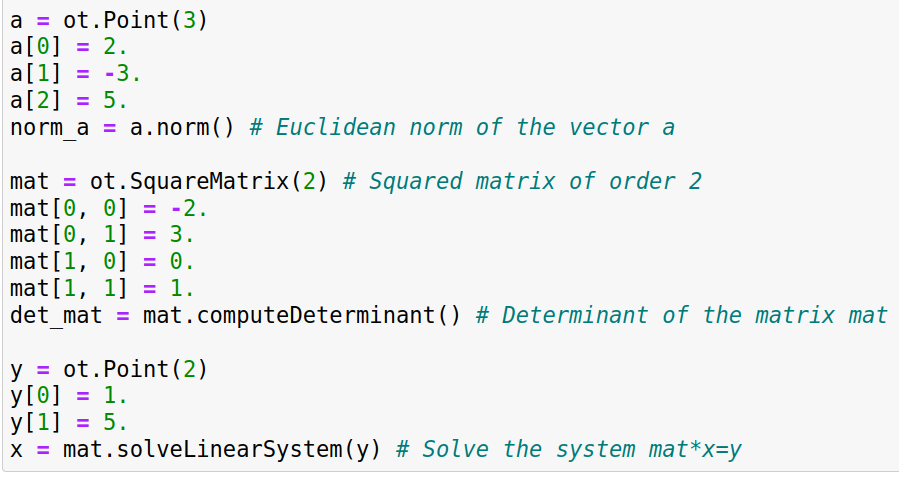 a = ot.Point(3)
a[0] = 2.
a[1] = -3.
a[2] = 5.
norm_a = a.norm() # Euclidean norm of the vector a
mat = ot.SquareMatrix(2) # Squared matrix of order 2
mat[0, 0] = -2.
mat[0, 1] = 3.
mat[1, 0] = 0.
mat[1, 1] = 1.
det_mat = mat.computeDeterminant() # Determinant of the matrix mat
y = ot.Point(2)
y[0] = 1.
y[1] = 5.
x = mat.solveLinearSystem(y) # Solve the system mat*x=y